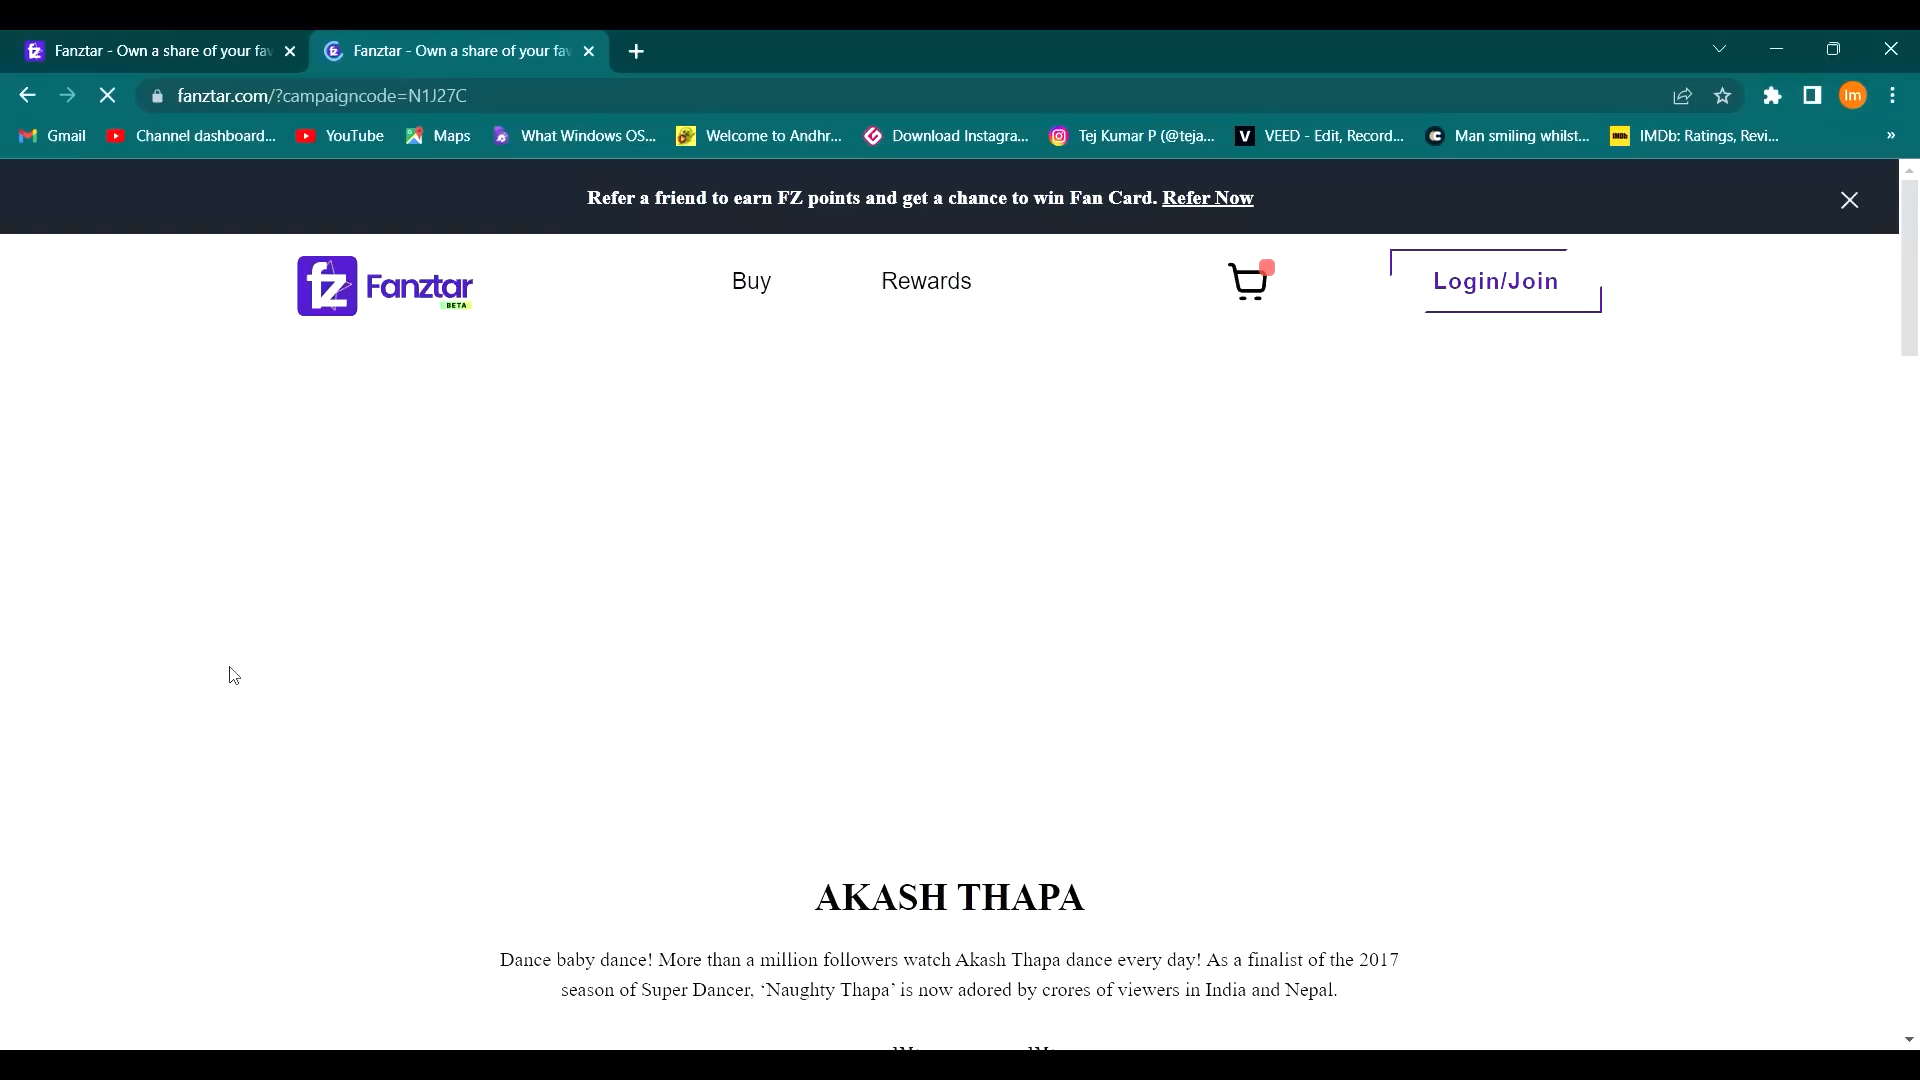 Fanztar - Own a share of your fav
Fanztar - Own a share of your fav
fanztar.com/?campaigncode=N1J27C
Im
Gmail
Channel dashboard...
YouTube
Maps
What Windows OS...
Welcome to Andhr...
Download Instagra...
Tej Kumar P (@teja...
VEED - Edit, Record...
Man smiling whilst...
IMDb: Ratings, Revi...
»
Refer a friend to earn FZ points and get a chance to win Fan Card. Refer Now
fz Fanztar
BETA
Buy
Rewards
Login/Join
AKASH THAPA
Dance baby dance! More than a million followers watch Akash Thapa dance every day! As a finalist of the 2017
season of Super Dancer, ‘Naughty Thapa’ is now adored by crores of viewers in India and Nepal.